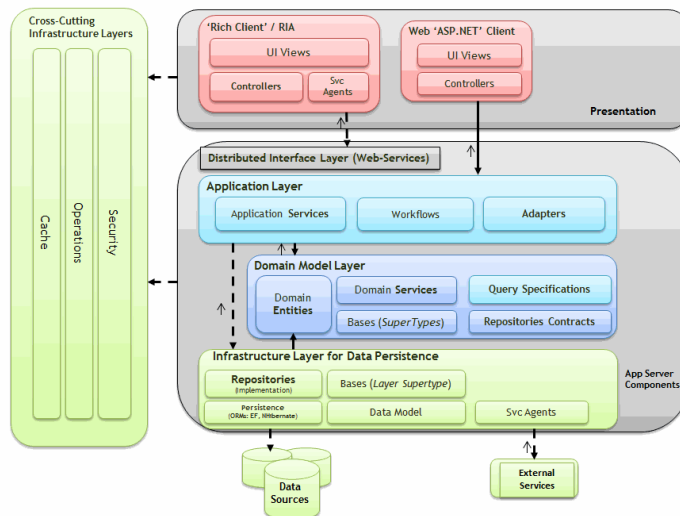 Cross-Cutting
Infrastructure Layers
Cache
Operations
Security
‘Rich Client’ / RIA
UI Views
Controllers
Svc
Agents
Web ‘ASP.NET’ Client
UI Views
Controllers
Presentation
Distributed Interface Layer (Web-Services)
Application Layer
Application Services
Workflows
Adapters
Domain Model Layer
Domain
Entities
Domain Services
Query Specifications
Bases (SuperTypes)
Repositories Contracts
Infrastructure Layer for Data Persistence
Repositories
(Implementation)
Bases (Layer Supertype)
Persistence
(ORMs: EF, NHibernate)
Data Model
Svc Agents
App Server
Components
Data
Sources
External
Services